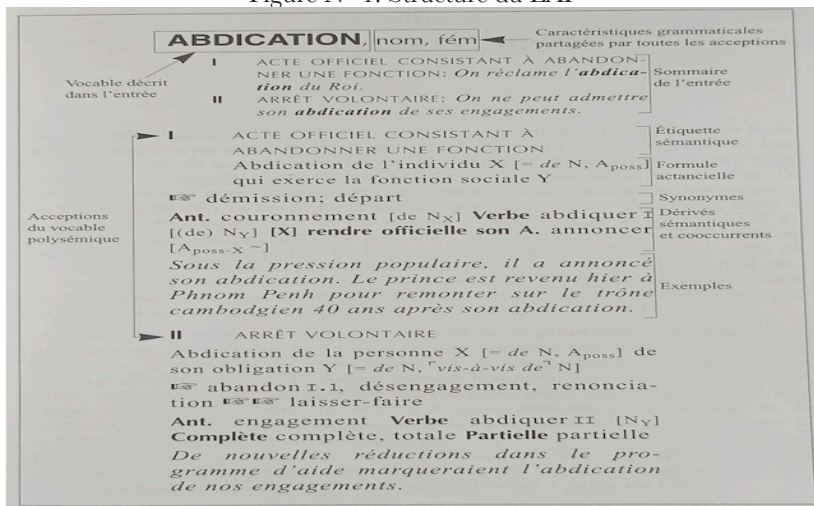 Figure N° 1: Structure du LAF
ABDICATION, nom, fém
Caractéristiques grammaticales
partagées par toutes les acceptions
Vocable décrit
dans l'entrée
I ACTE OFFICIEL CONSISTANT À ABANDON-
NER UNE FONCTION: On réclame l'abdica-
tion du Roi.
II ARRÊT VOLONTAIRE: On ne peut admettre
son abdication de ses engagements.
Sommaire
de l'entrée
I ACTE OFFICIEL CONSISTANT À
ABANDONNER UNE FONCTION
Étiquette
sémantique
Abdication de l'individu X [= de N, Aposs]
qui exerce la fonction sociale Y
Formule
actancielle
☞ démission; départ
Synonymes
Ant. couronnement [de NX] Verbe abdiquer I
[(de) NY] [X] rendre officielle son A. annoncer
[Aposs-X ~]
Dérivés
sémantiques
et cooccurrents
Acceptions
du vocable
polysémique
Sous la pression populaire, il a annoncé
son abdication. Le prince est revenu hier à
Phnom Penh pour remonter sur le trône
cambodgien 40 ans après son abdication.
Exemples
II ARRÊT VOLONTAIRE
Abdication de la personne X [= de N, Aposs] de
son obligation Y [= de N, ⌜vis-à-vis de⌝ N]
☞ abandon I.1, désengagement, renoncia-
tion ☞☞ laisser-faire
Ant. engagement Verbe abdiquer II [NY]
Complète complète, totale Partielle partielle
De nouvelles réductions dans le pro-
gramme d'aide marqueraient l'abdication
de nos engagements.